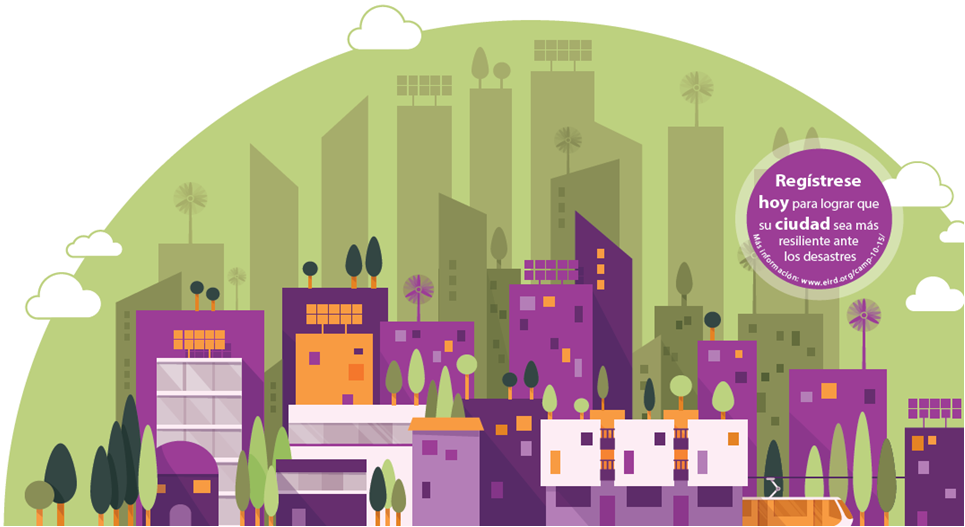 Regístrese
hoy para lograr que
su ciudad sea más
resiliente ante
los desastres
Más información: www.eird.org/camp-10-15/